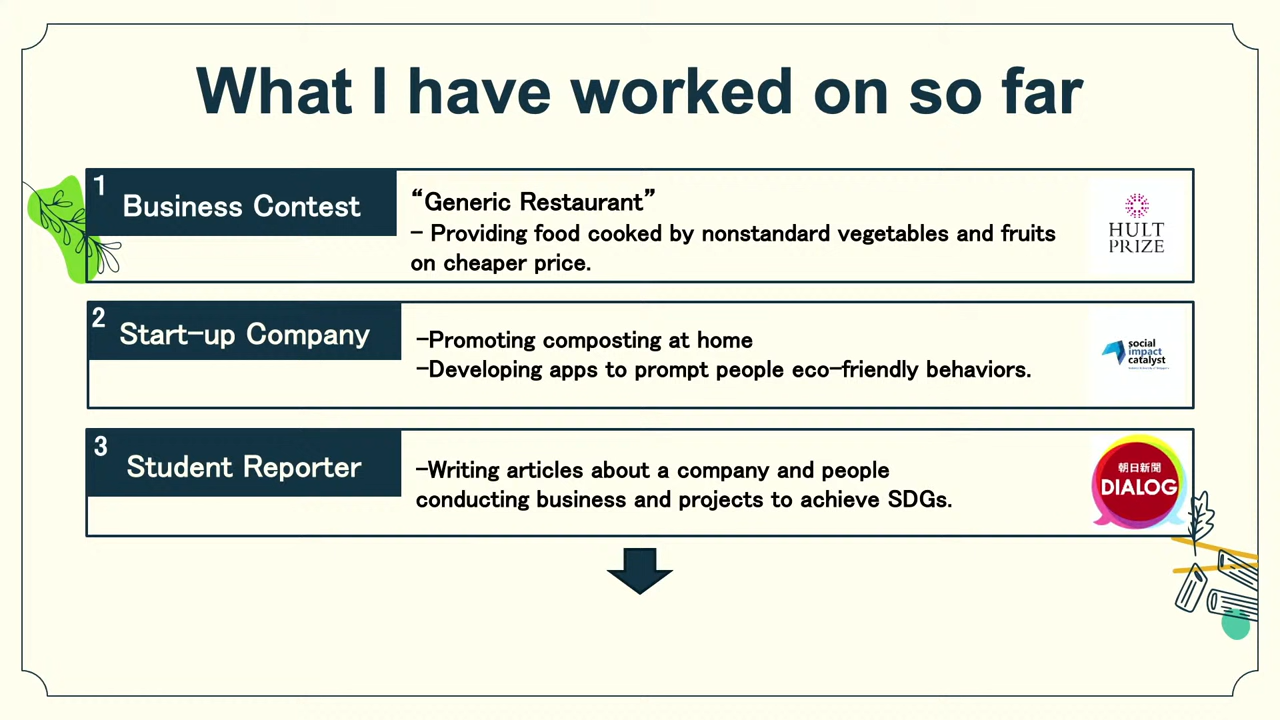 What I have worked on so far
1
Business Contest
“Generic Restaurant”
- Providing food cooked by nonstandard vegetables and fruits
on cheaper price.
HULT
PRIZE
2
Start-up Company
-Promoting composting at home
-Developing apps to prompt people eco-friendly behaviors.
social
impact
catalyst
3
Student Reporter
-Writing articles about a company and people
conducting business and projects to achieve SDGs.
朝日新聞
DIALOG